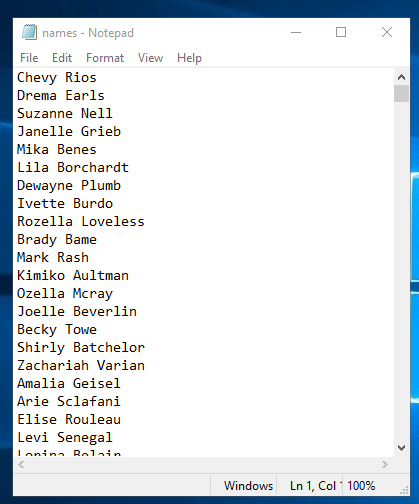 names - Notepad
File Edit Format View Help
Chevy Rios
Drema Earls
Suzanne Nell
Janelle Grieb
Mika Benes
Lila Borchardt
Dewayne Plumb
Ivette Burdo
Rozella Loveless
Brady Bame
Mark Rash
Kimiko Aultman
Ozella Mcray
Joelle Beverlin
Becky Towe
Shirly Batchelor
Zachariah Varian
Amalia Geisel
Arie Sclafani
Elise Rouleau
Levi Senegal
Windows Ln 1, Col 1 100%